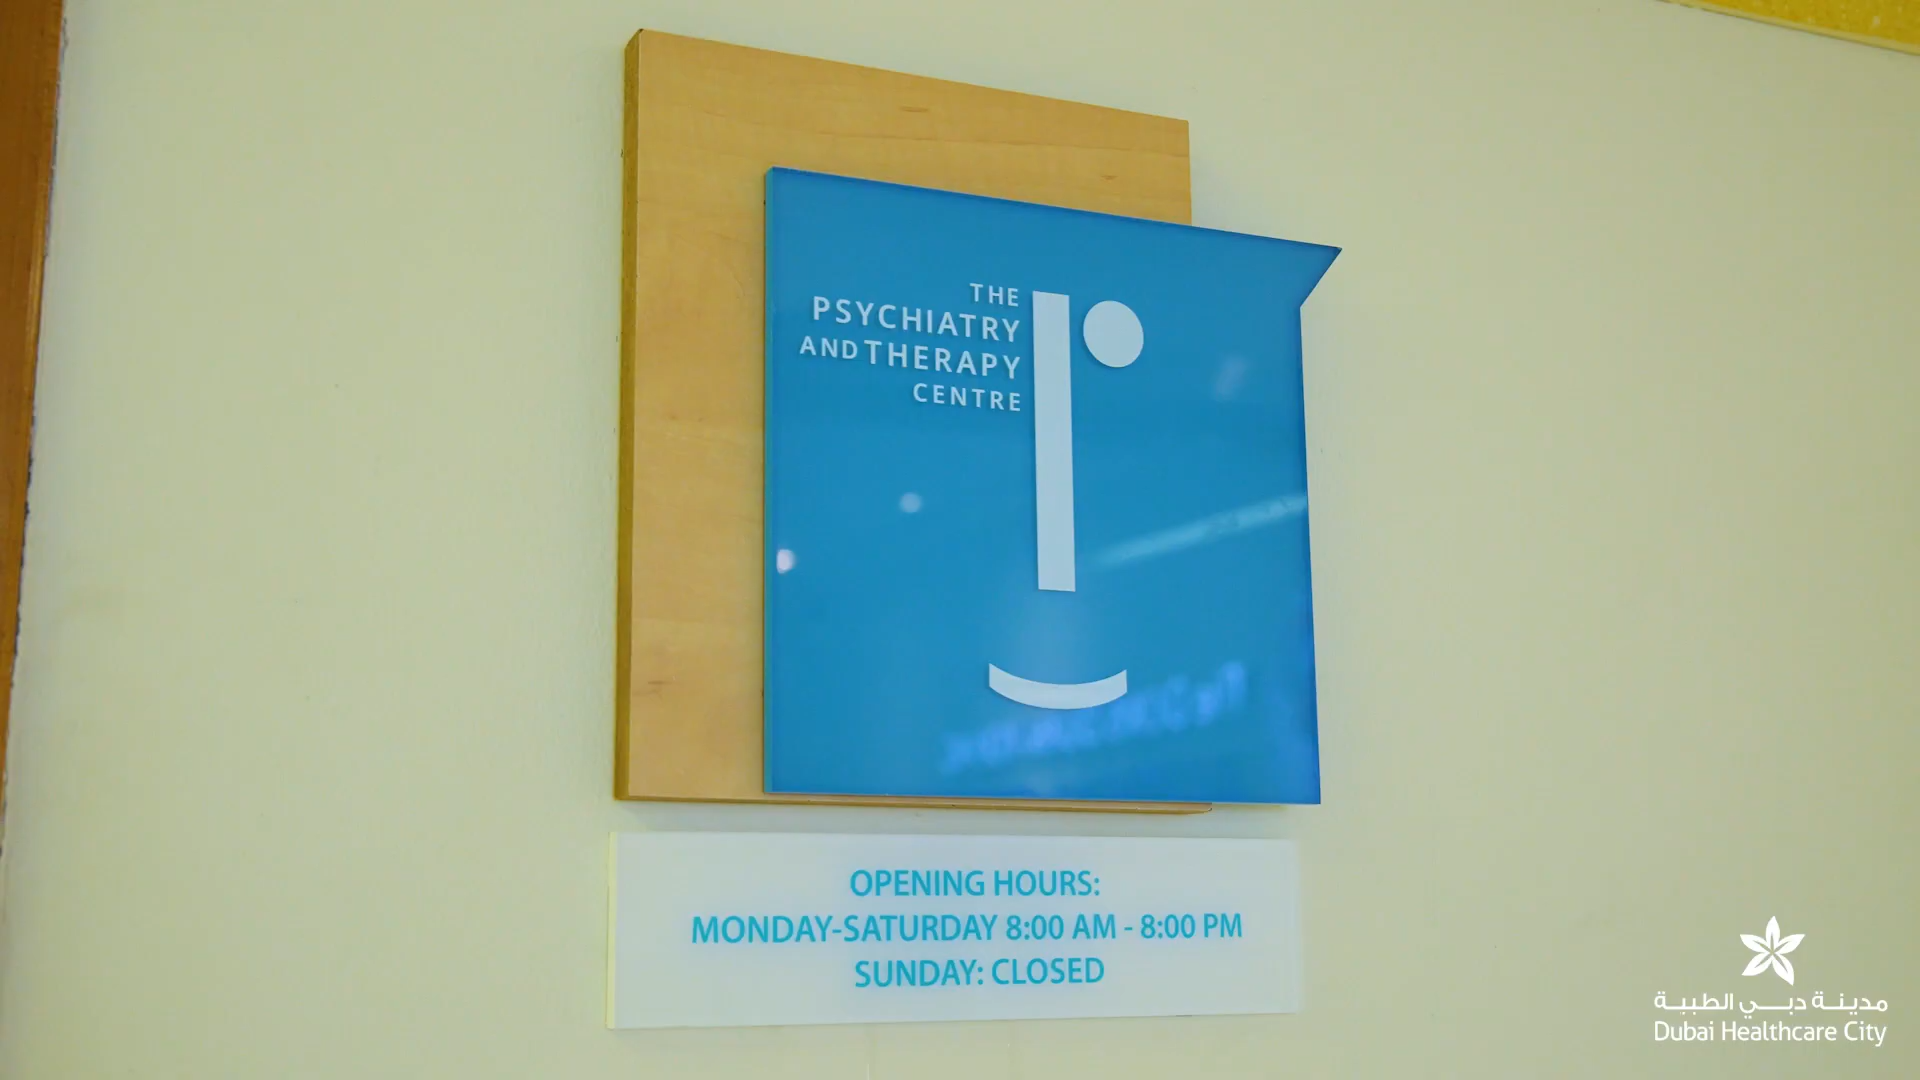 THE
PSYCHIATRY
AND THERAPY
CENTRE
OPENING HOURS:
MONDAY-SATURDAY 8:00 AM - 8:00 PM
SUNDAY: CLOSED
مدينة دبي الطبية
Dubai Healthcare City